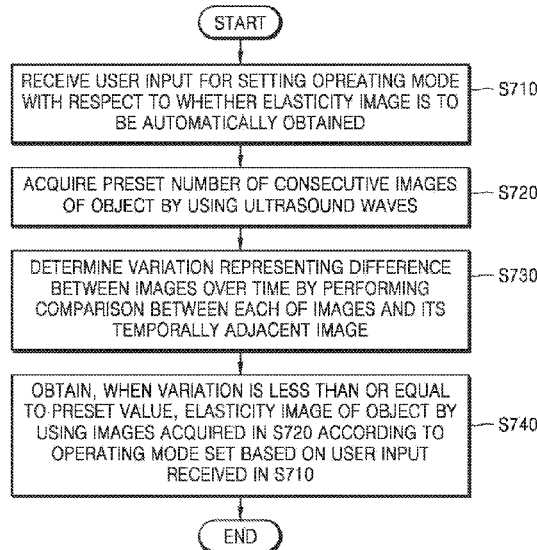 START
RECEIVE USER INPUT FOR SETTING OPREATING MODE
WITH RESPECT TO WHETHER ELASTICITY IMAGE IS TO
BE AUTOMATICALLY OBTAINED
S710
ACQUIRE PRESET NUMBER OF CONSECUTIVE IMAGES
OF OBJECT BY USING ULTRASOUND WAVES
S720
DETERMINE VARIATION REPRESENTING DIFFERENCE
BETWEEN IMAGES OVER TIME BY PERFORMING
COMPARISON BETWEEN EACH OF IMAGES AND ITS
TEMPORALLY ADJACENT IMAGE
S730
OBTAIN, WHEN VARIATION IS LESS THAN OR EQUAL
TO PRESET VALUE, ELASTICITY IMAGE OF OBJECT BY
USING IMAGES ACQUIRED IN S720 ACCORDING TO
OPERATING MODE SET BASED ON USER INPUT
RECEIVED IN S710
S740
END